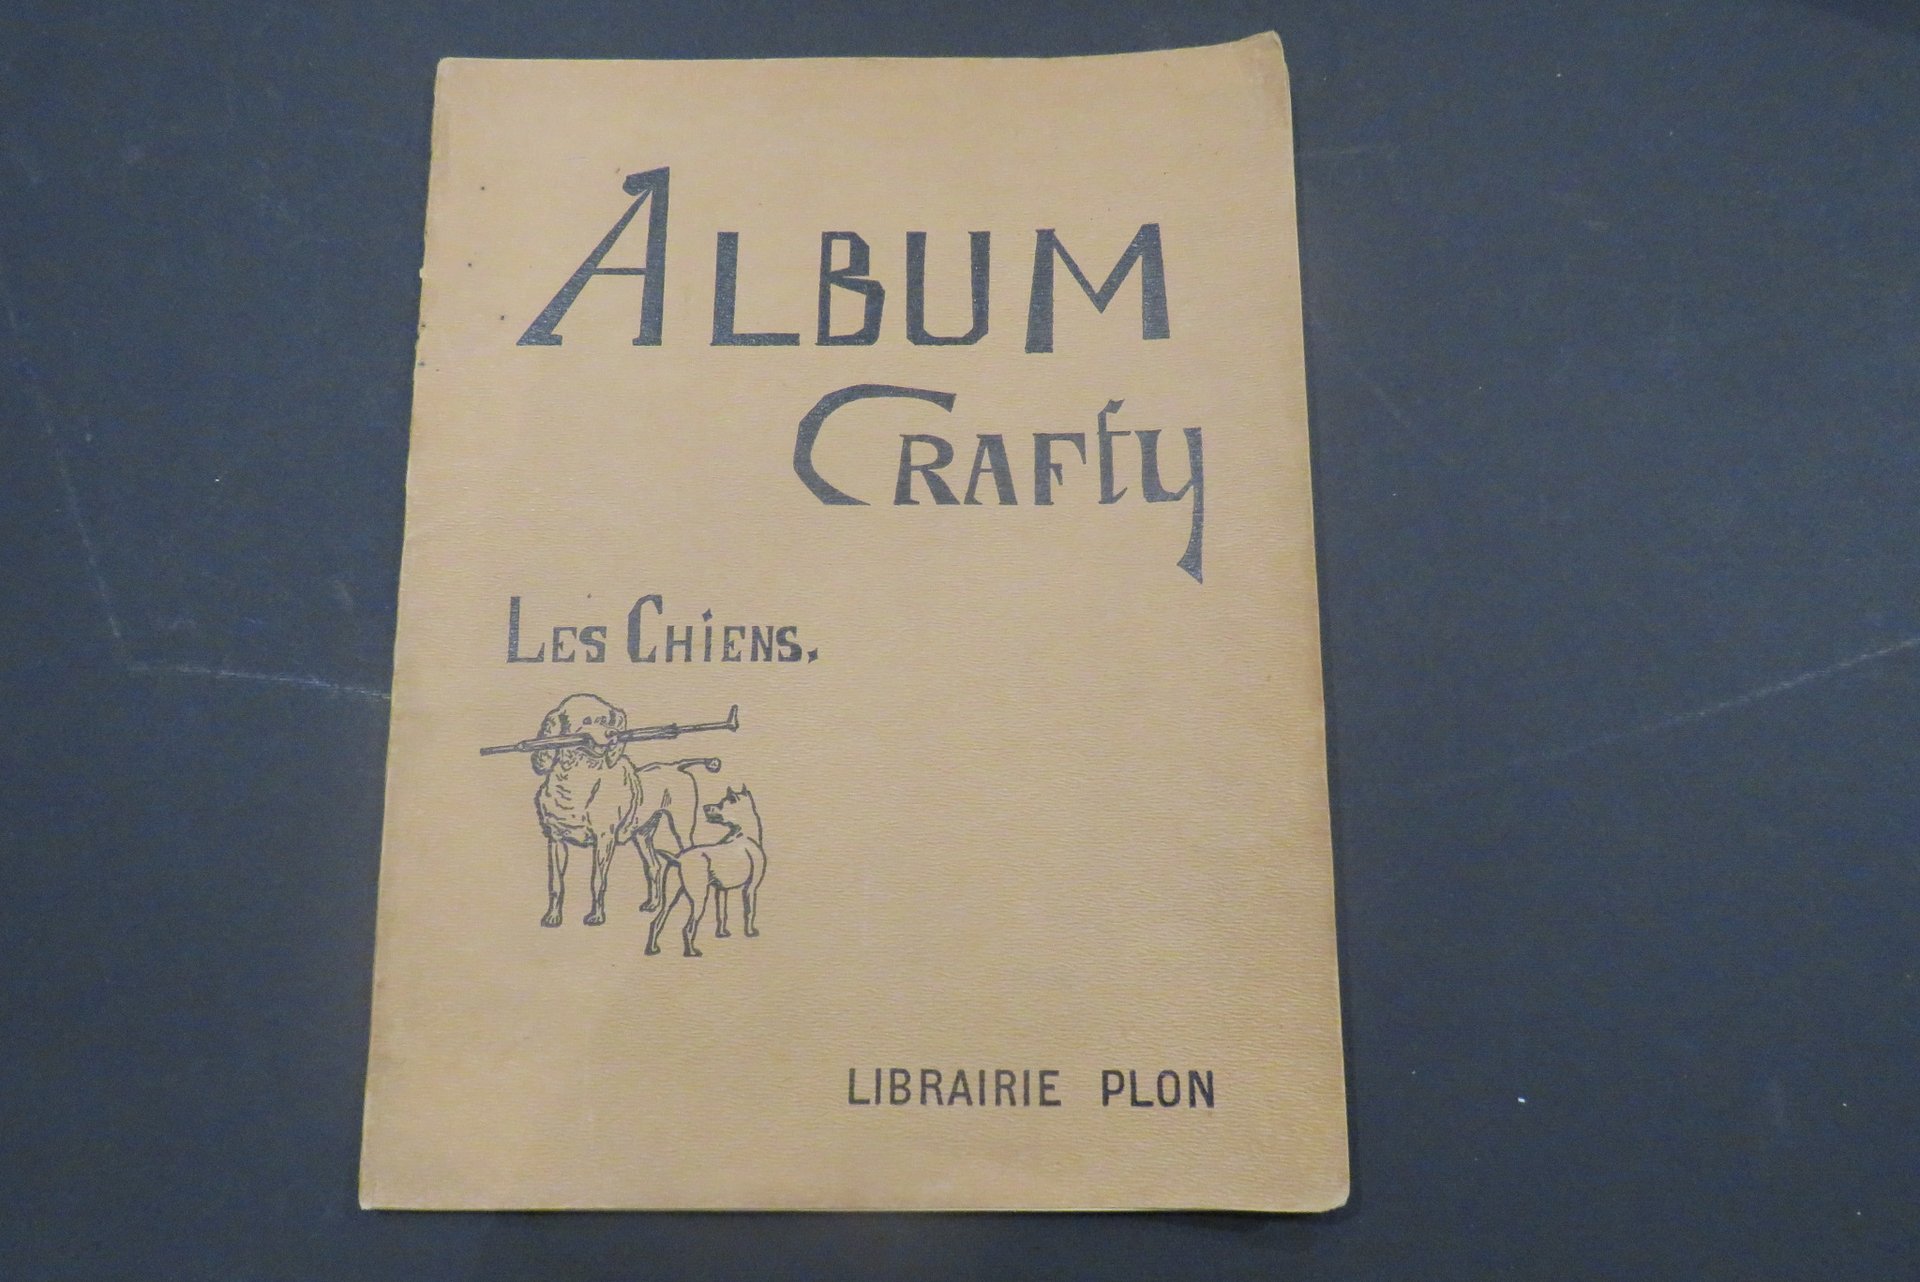 ALBUM
CRAFty
LES CHiENS.
LIBRAIRIE PLON